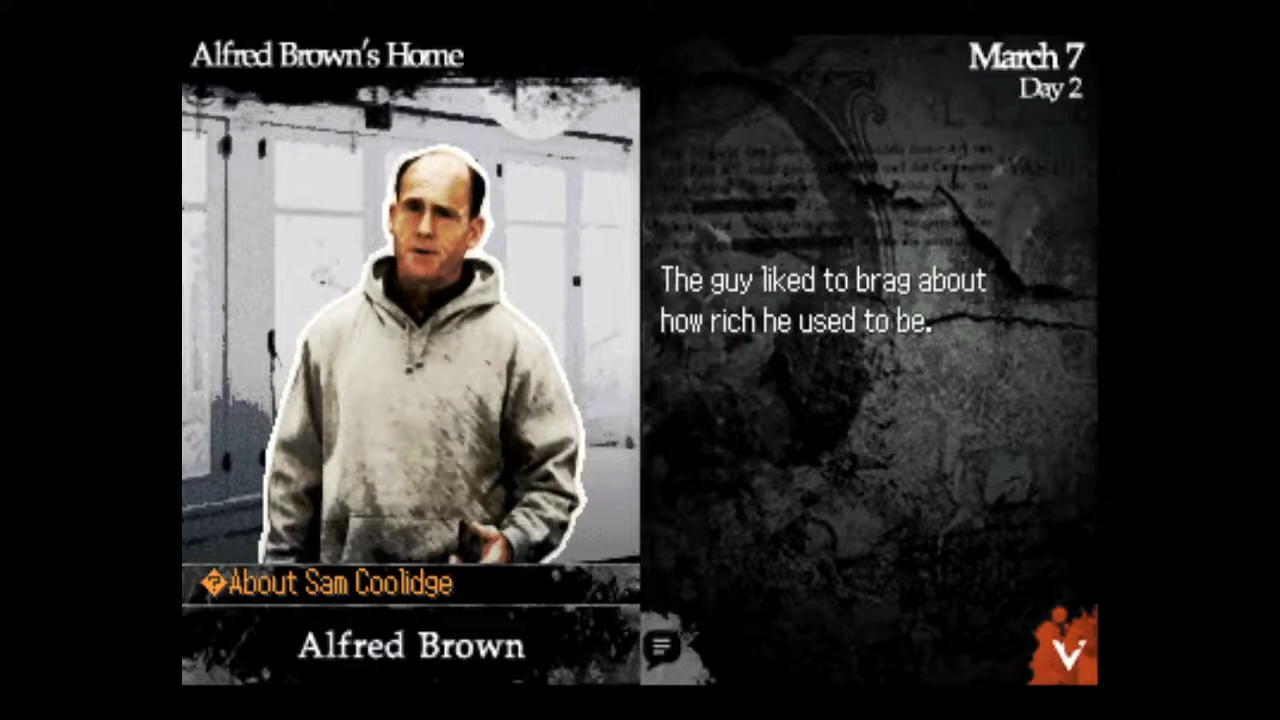 Alfred Brown's Home
March 7
Day 2
The guy liked to brag about
how rich he used to be.
About Sam Coolidge
Alfred Brown